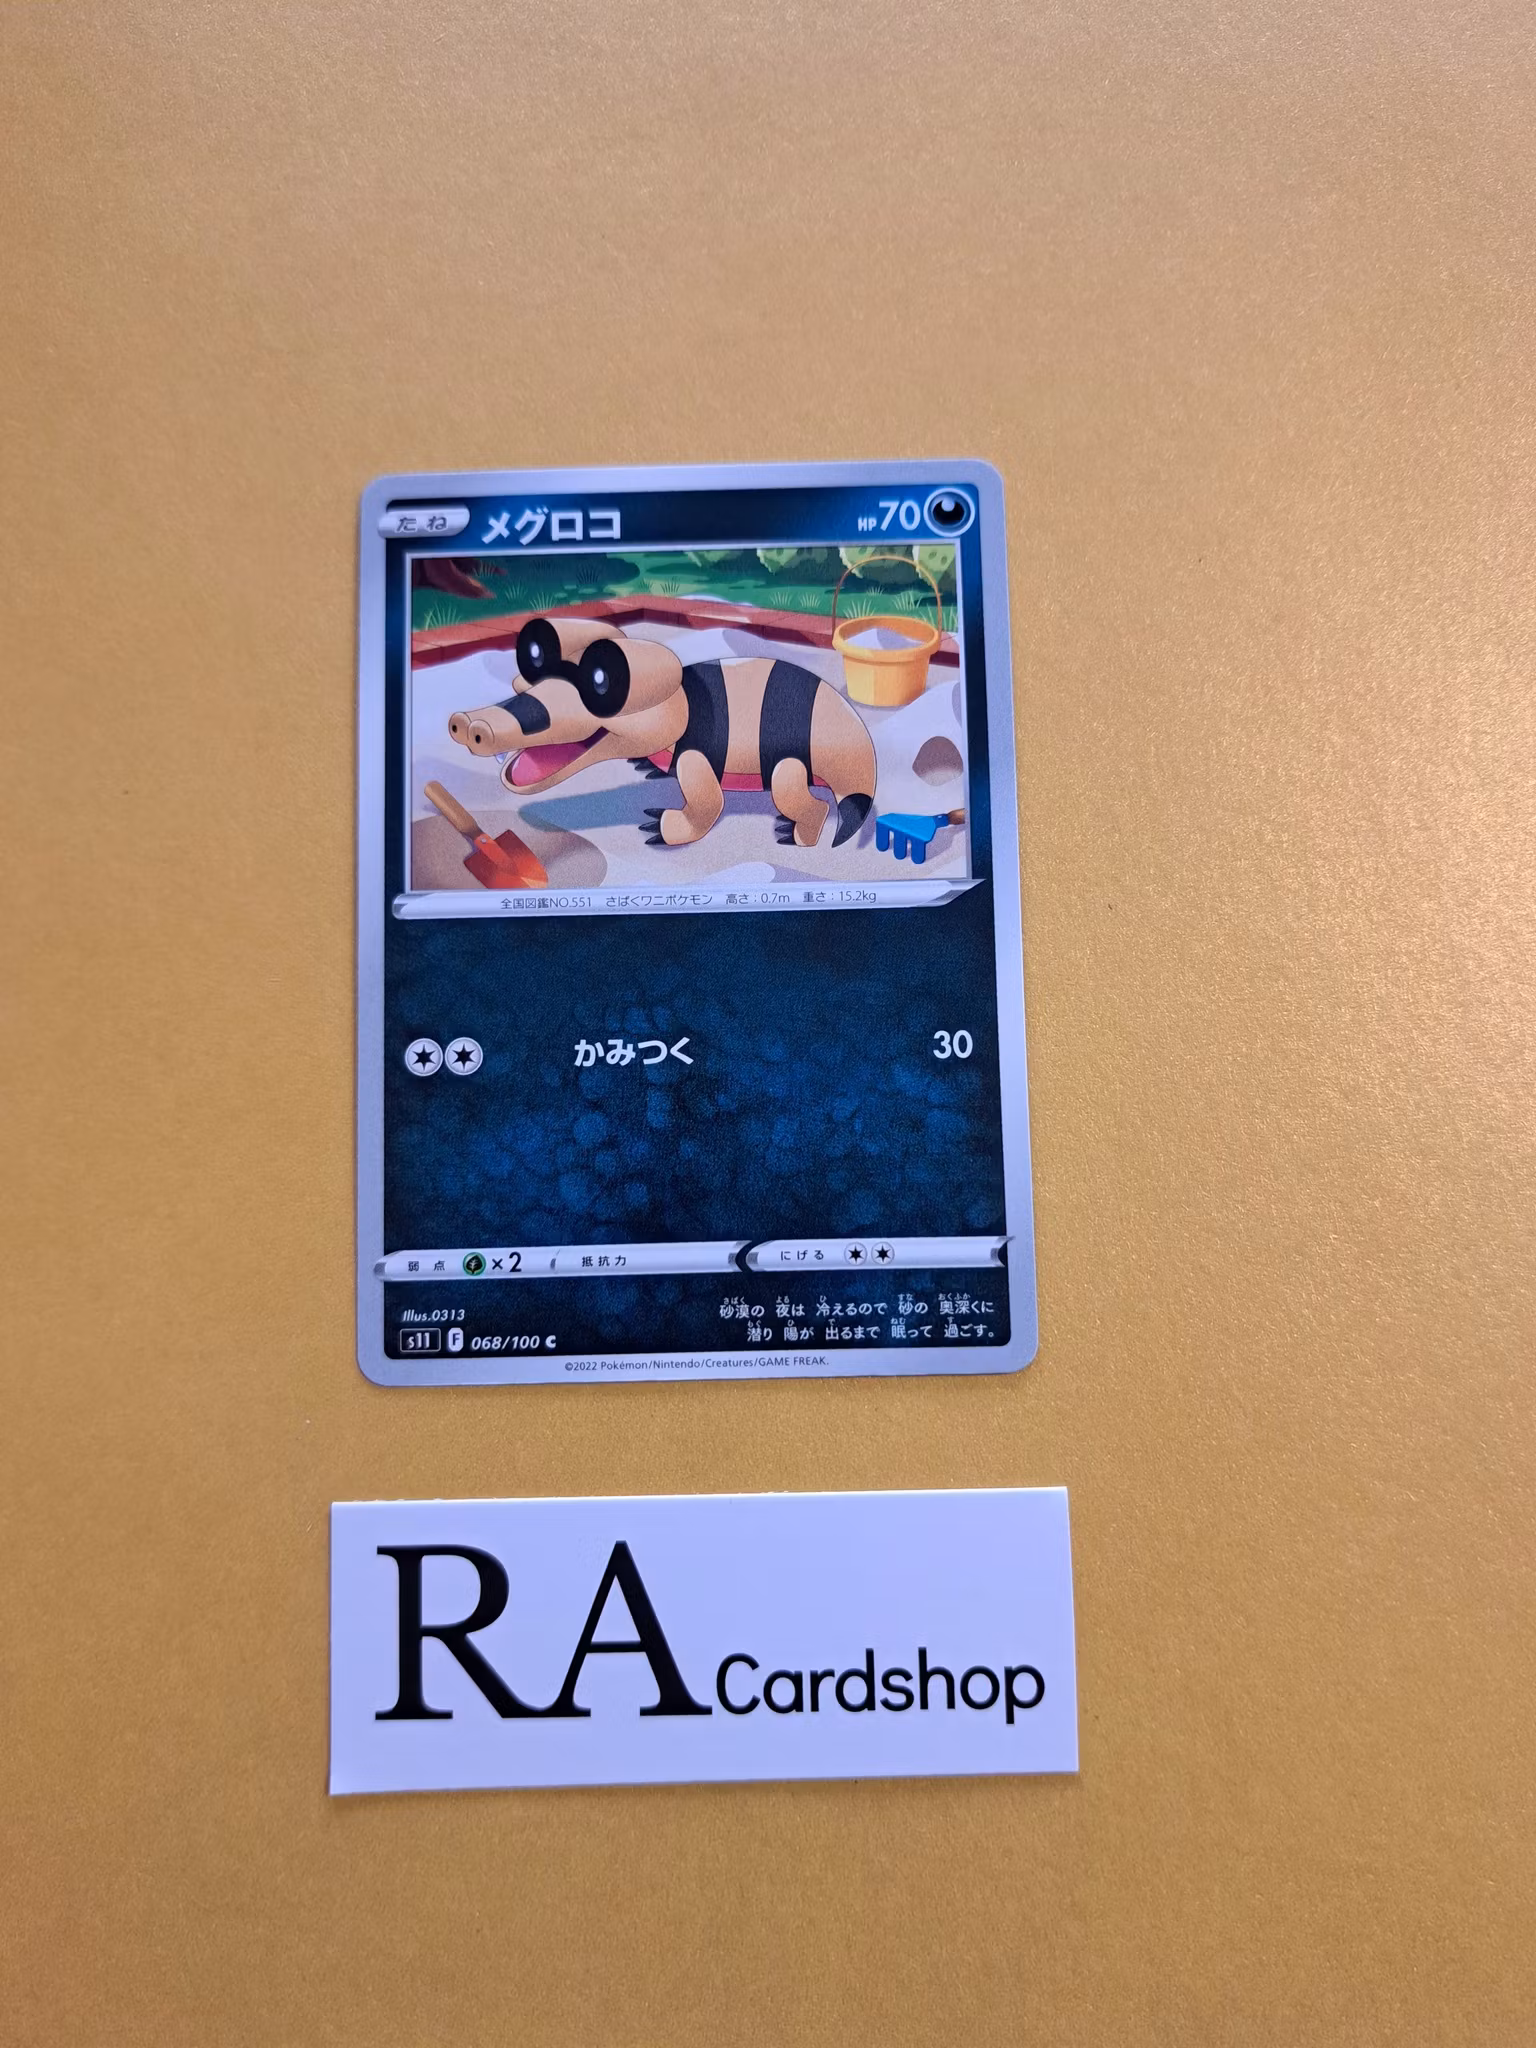 たね メグロコ HP70
全国図鑑NO.551 さばくワニポケモン 高さ:0.7m 重さ:15.2kg
かみつく 30
弱点 ×2 抵抗力 にげる
Illus.0313
砂漠の 夜は 冷えるので 砂の 奥深くに
潜り 陽が 出るまで 眠って 過ごす。
s11 F 068/100 C
©2022 Pokémon/Nintendo/Creatures/GAME FREAK.
RA Cardshop